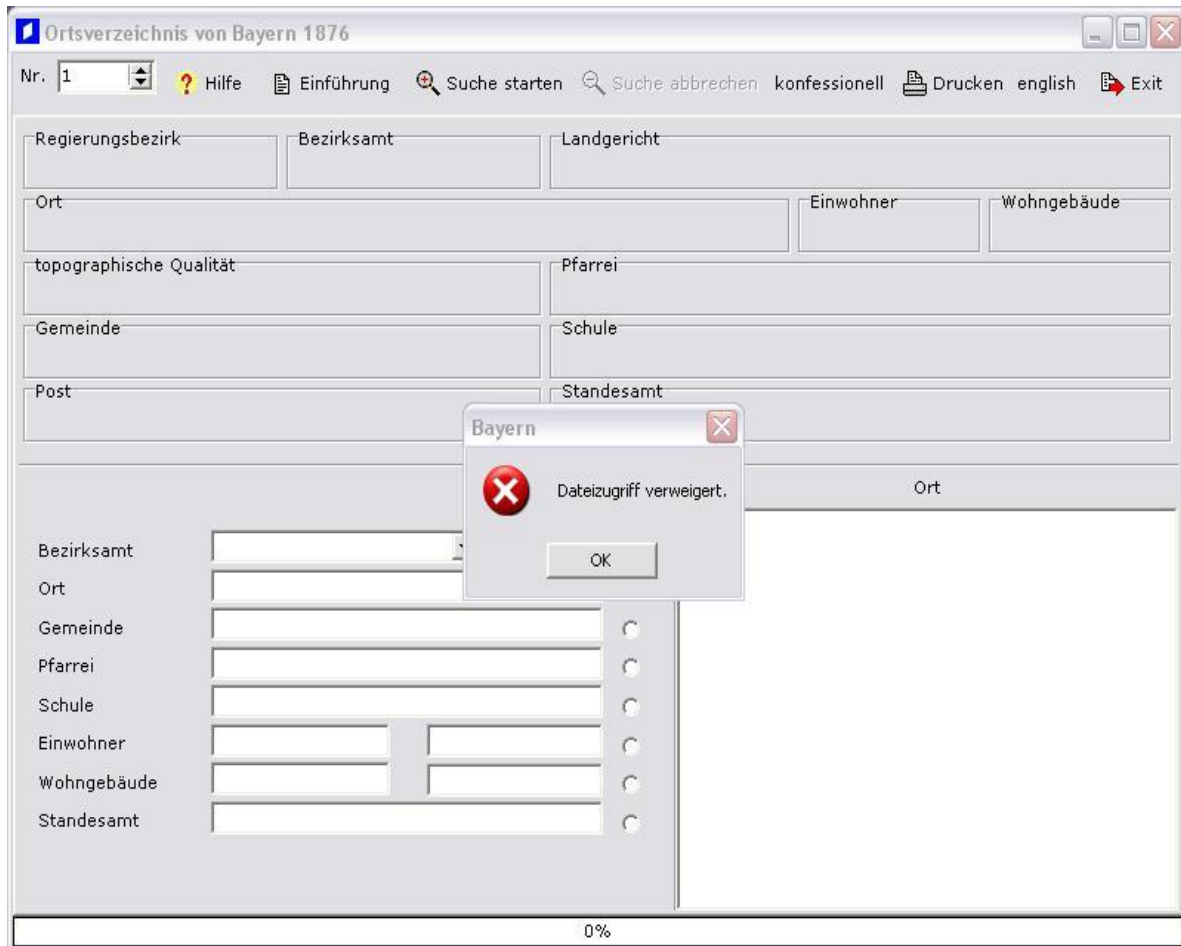 Ortsverzeichnis von Bayern 1876
Nr. 1 Hilfe Einführung Suche starten Suche abbrechen konfessionell Drucken english Exit
Regierungsbezirk Bezirksamt Landgericht
Ort Einwohner Wohngebäude
topographische Qualität Pfarrei
Gemeinde Schule
Post Standesamt
Bayern
Dateizugriff verweigert.
OK
Ort
Bezirksamt
Ort
Gemeinde
Pfarrei
Schule
Einwohner
Wohngebäude
Standesamt
0%